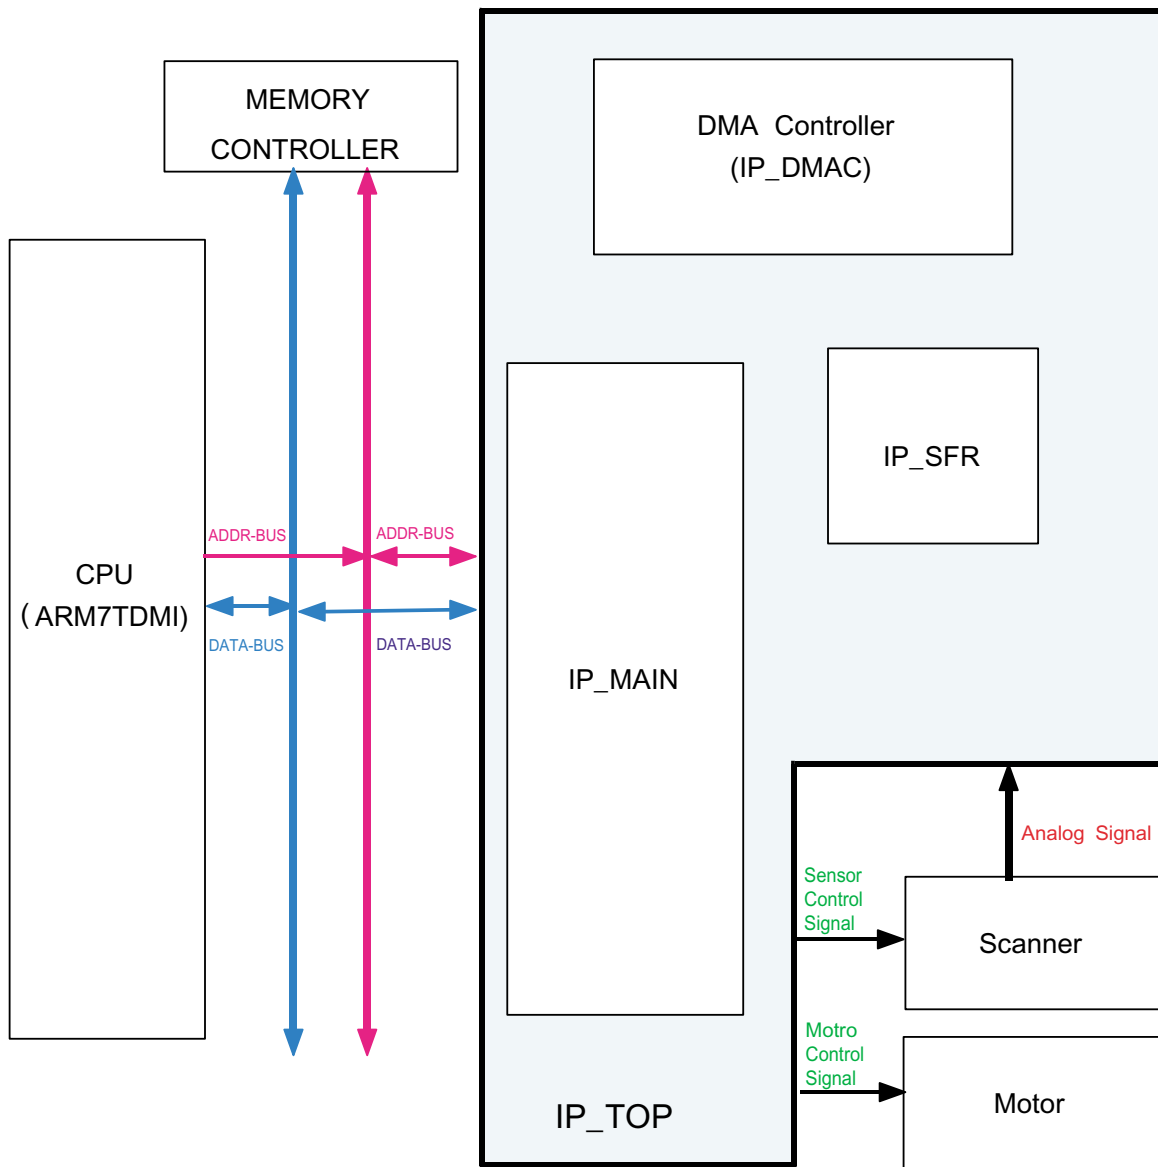 MEMORY
CONTROLLER
DMA Controller
(IP_DMAC)
IP_SFR
ADDR-BUS
ADDR-BUS
CPU
(ARM7TDMI)
DATA-BUS
DATA-BUS
IP_MAIN
Analog Signal
Sensor
Control
Signal
Scanner
Motro
Control
Signal
Motor
IP_TOP